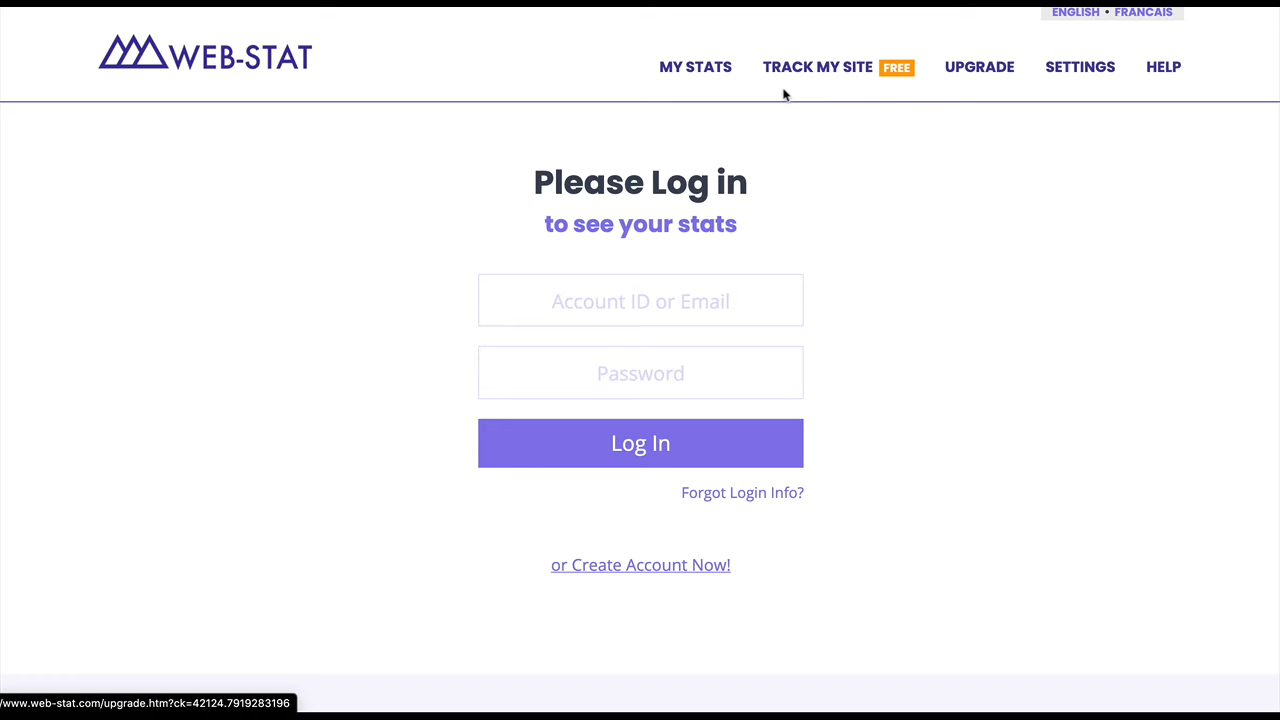 ENGLISH • FRANCAIS
WEB-STAT
MY STATS TRACK MY SITE FREE UPGRADE SETTINGS HELP
Please Log in
to see your stats
Account ID or Email
Password
Log In
Forgot Login Info?
or Create Account Now!
/www.web-stat.com/upgrade.htm?ck=42124.7919283196